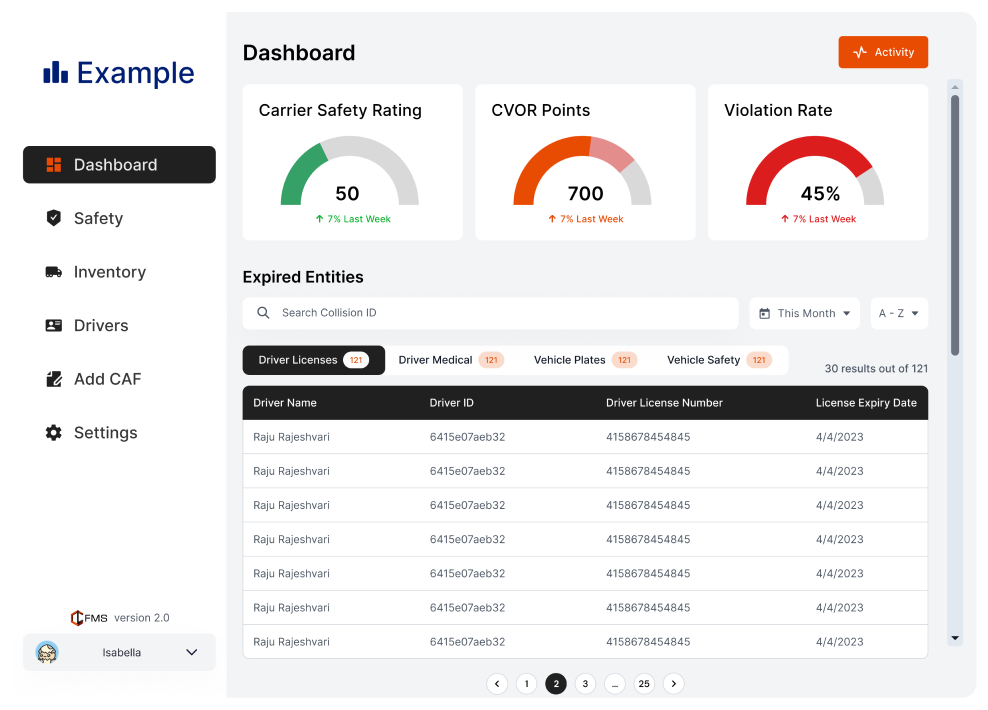 Example
Dashboard
Safety
Inventory
Drivers
Add CAF
Settings
FMS version 2.0
Isabella
Dashboard
Activity
Carrier Safety Rating
50
7% Last Week
CVOR Points
700
7% Last Week
Violation Rate
45%
7% Last Week
Expired Entities
Search Collision ID
This Month
A - Z
Driver Licenses 121
Driver Medical 121
Vehicle Plates 121
Vehicle Safety 121
30 results out of 121
Driver Name Driver ID Driver License Number License Expiry Date
Raju Rajeshvari 6415e07aeb32 4158678454845 4/4/2023
Raju Rajeshvari 6415e07aeb32 4158678454845 4/4/2023
Raju Rajeshvari 6415e07aeb32 4158678454845 4/4/2023
Raju Rajeshvari 6415e07aeb32 4158678454845 4/4/2023
Raju Rajeshvari 6415e07aeb32 4158678454845 4/4/2023
Raju Rajeshvari 6415e07aeb32 4158678454845 4/4/2023
Raju Rajeshvari 6415e07aeb32 4158678454845 4/4/2023
1 2 3 ... 25